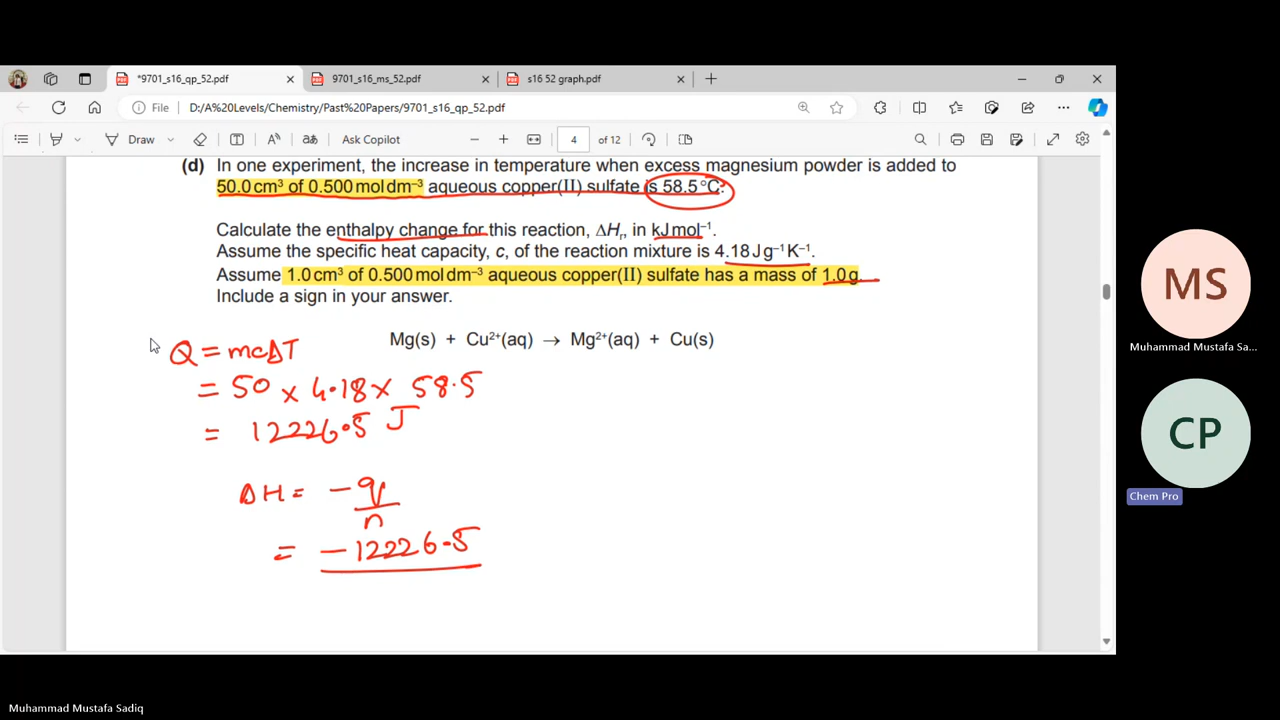 *9701_s16_qp_52.pdf
9701_s16_ms_52.pdf
s16 52 graph.pdf
File
D:/A%20Levels/Chemistry/Past%20Papers/9701_s16_qp_52.pdf
Draw
Ask Copilot
4 of 12
(d) In one experiment, the increase in temperature when excess magnesium powder is added to
50.0 cm³ of 0.500 mol dm⁻³ aqueous copper(II) sulfate is 58.5 °C.
Calculate the enthalpy change for this reaction, ΔHᵣ, in kJ mol⁻¹.
Assume the specific heat capacity, c, of the reaction mixture is 4.18 J g⁻¹ K⁻¹.
Assume 1.0 cm³ of 0.500 mol dm⁻³ aqueous copper(II) sulfate has a mass of 1.0 g.
Include a sign in your answer.
Mg(s) + Cu²⁺(aq) → Mg²⁺(aq) + Cu(s)
Q = mcΔT
= 50 × 4.18 × 58.5
= 12226.5 J
ΔH = -q
n
= -12226.5
MS
Muhammad Mustafa Sa...
CP
Chem Pro
Muhammad Mustafa Sadiq